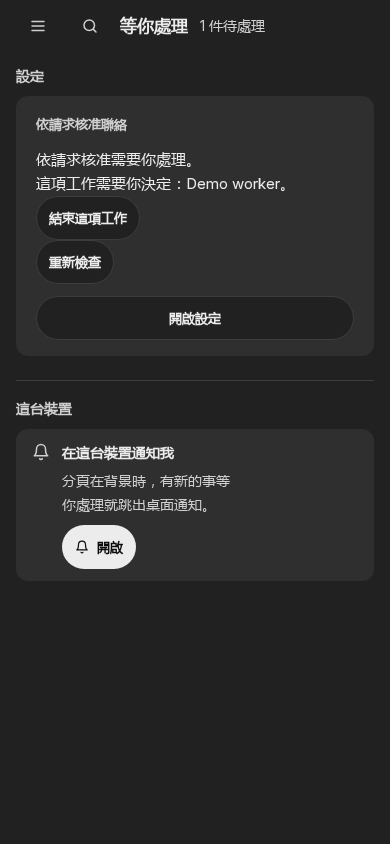 等你處理 1 件待處理
設定
依請求核准聯絡
依請求核准需要你處理。
這項工作需要你決定：Demo worker。
結束這項工作
重新檢查
開啟設定
這台裝置
在這台裝置通知我
分頁在背景時，有新的事等
你處理就跳出桌面通知。
開啟